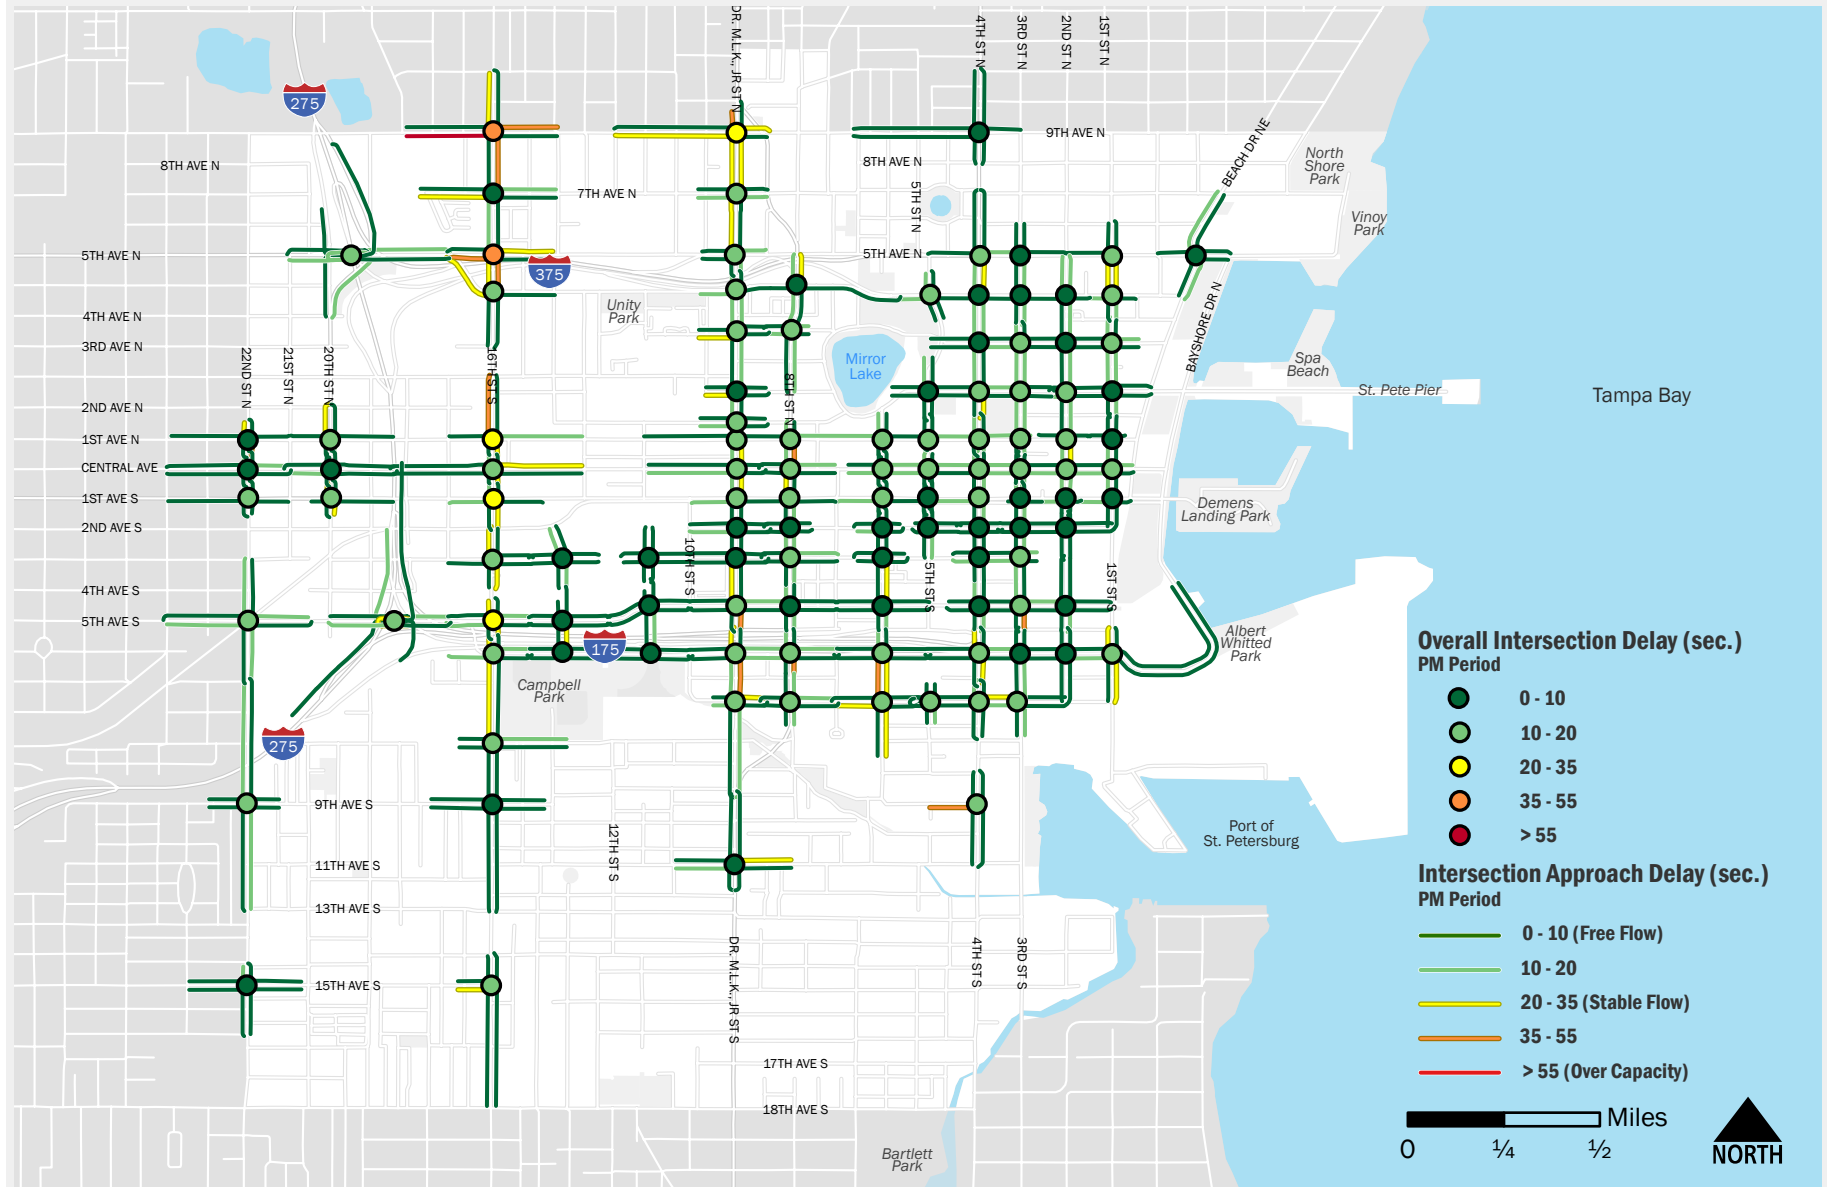 DR. M.L.K., JR ST N
4TH ST N
3RD ST N
2ND ST N
1ST ST N
275
9TH AVE N
8TH AVE N
8TH AVE N
7TH AVE N
5TH ST N
BEACH DR NE
North
Shore
Park
Vinoy
Park
5TH AVE N
5TH AVE N
375
Unity
Park
4TH AVE N
3RD AVE N
BAYSHORE DR N
22ND ST N
21ST ST N
20TH ST N
16TH ST S
8TH ST N
Mirror
Lake
Spa
Beach
St. Pete Pier
Tampa Bay
2ND AVE N
1ST AVE N
CENTRAL AVE
1ST AVE S
2ND AVE S
Demens
Landing Park
10TH ST S
5TH ST S
1ST ST S
4TH AVE S
5TH AVE S
175
Albert
Whitted
Park
Campbell
Park
275
9TH AVE S
12TH ST S
11TH AVE S
13TH AVE S
15TH AVE S
Port of
St. Petersburg
DR. M.L.K., JR ST S
4TH ST S
3RD ST S
17TH AVE S
18TH AVE S
Bartlett
Park
Overall Intersection Delay (sec.)
PM Period
0 - 10
10 - 20
20 - 35
35 - 55
> 55
Intersection Approach Delay (sec.)
PM Period
0 - 10 (Free Flow)
10 - 20
20 - 35 (Stable Flow)
35 - 55
> 55 (Over Capacity)
Miles
0 ¼ ½
NORTH